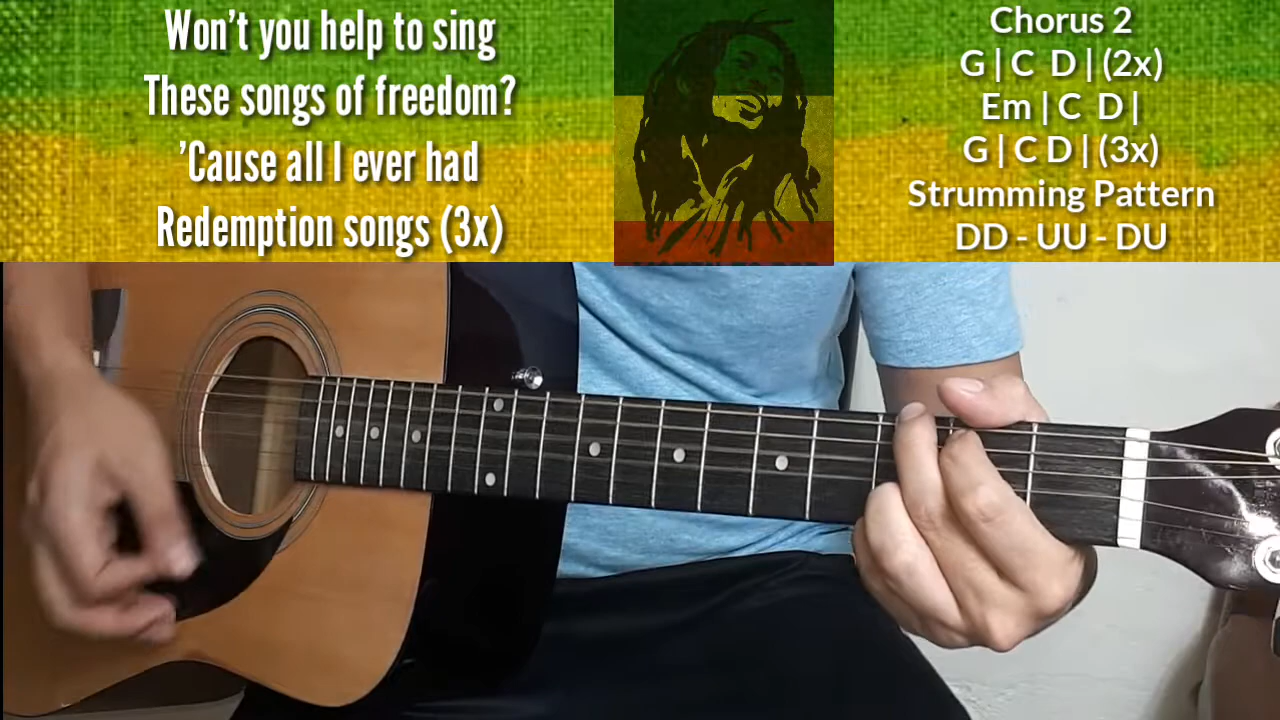 Won't you help to sing
These songs of freedom?
'Cause all I ever had
Redemption songs (3x)
Chorus 2
G | C D | (2x)
Em | C D |
G | C D | (3x)
Strumming Pattern
DD - UU - DU